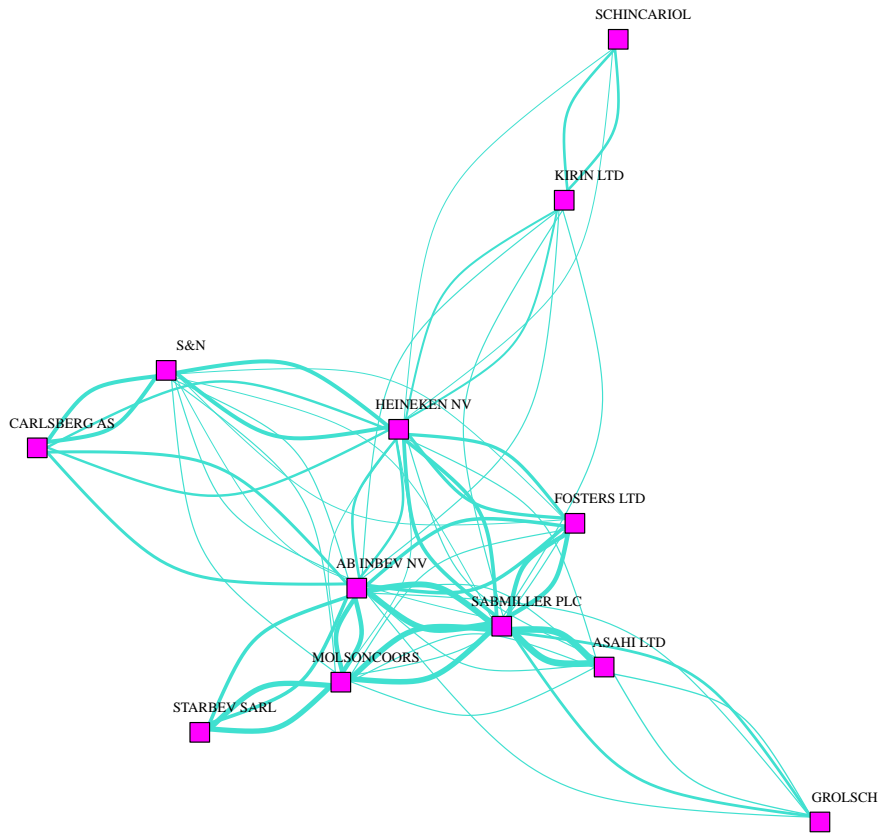 SCHINCARIOL
KIRIN LTD
S&N
HEINEKEN NV
CARLSBERG AS
FOSTERS LTD
AB INBEV NV
SABMILLER PLC
ASAHI LTD
MOLSONCOORS
STARBEV SARL
GROLSCH